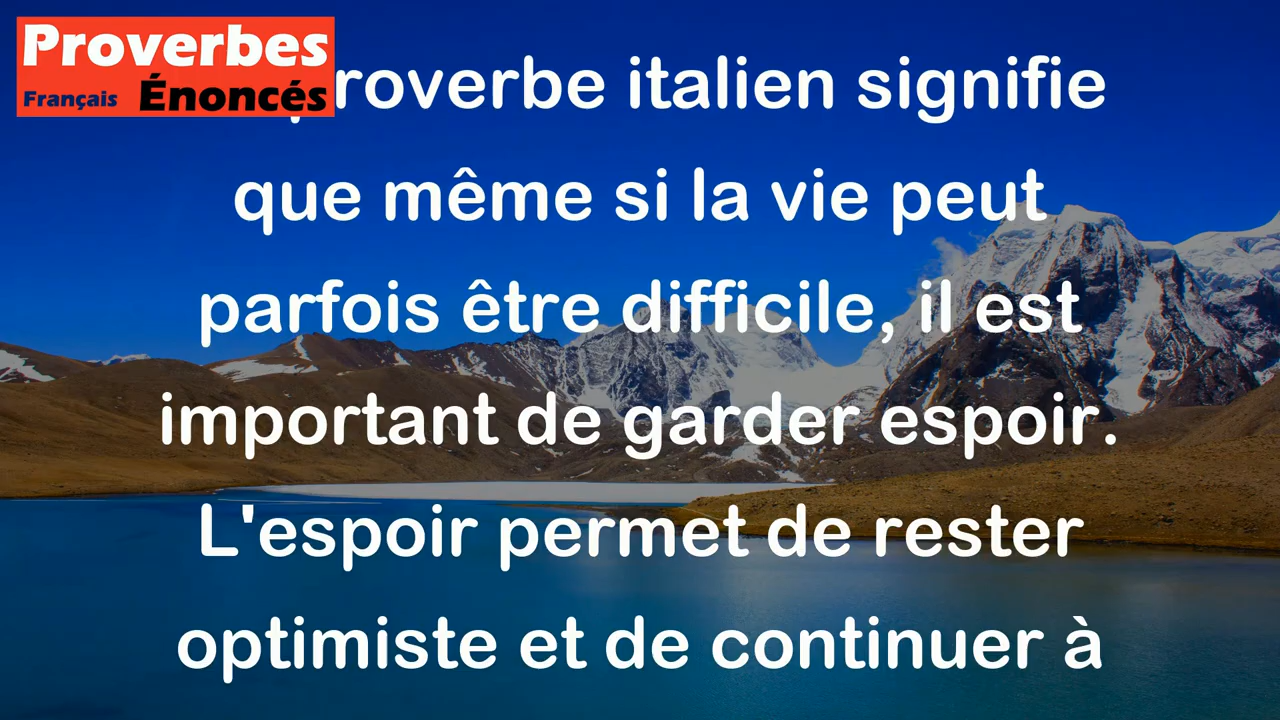 Proverbes
Français Énoncés
proverbe italien signifie
que même si la vie peut
parfois être difficile, il est
important de garder espoir.
L'espoir permet de rester
optimiste et de continuer à